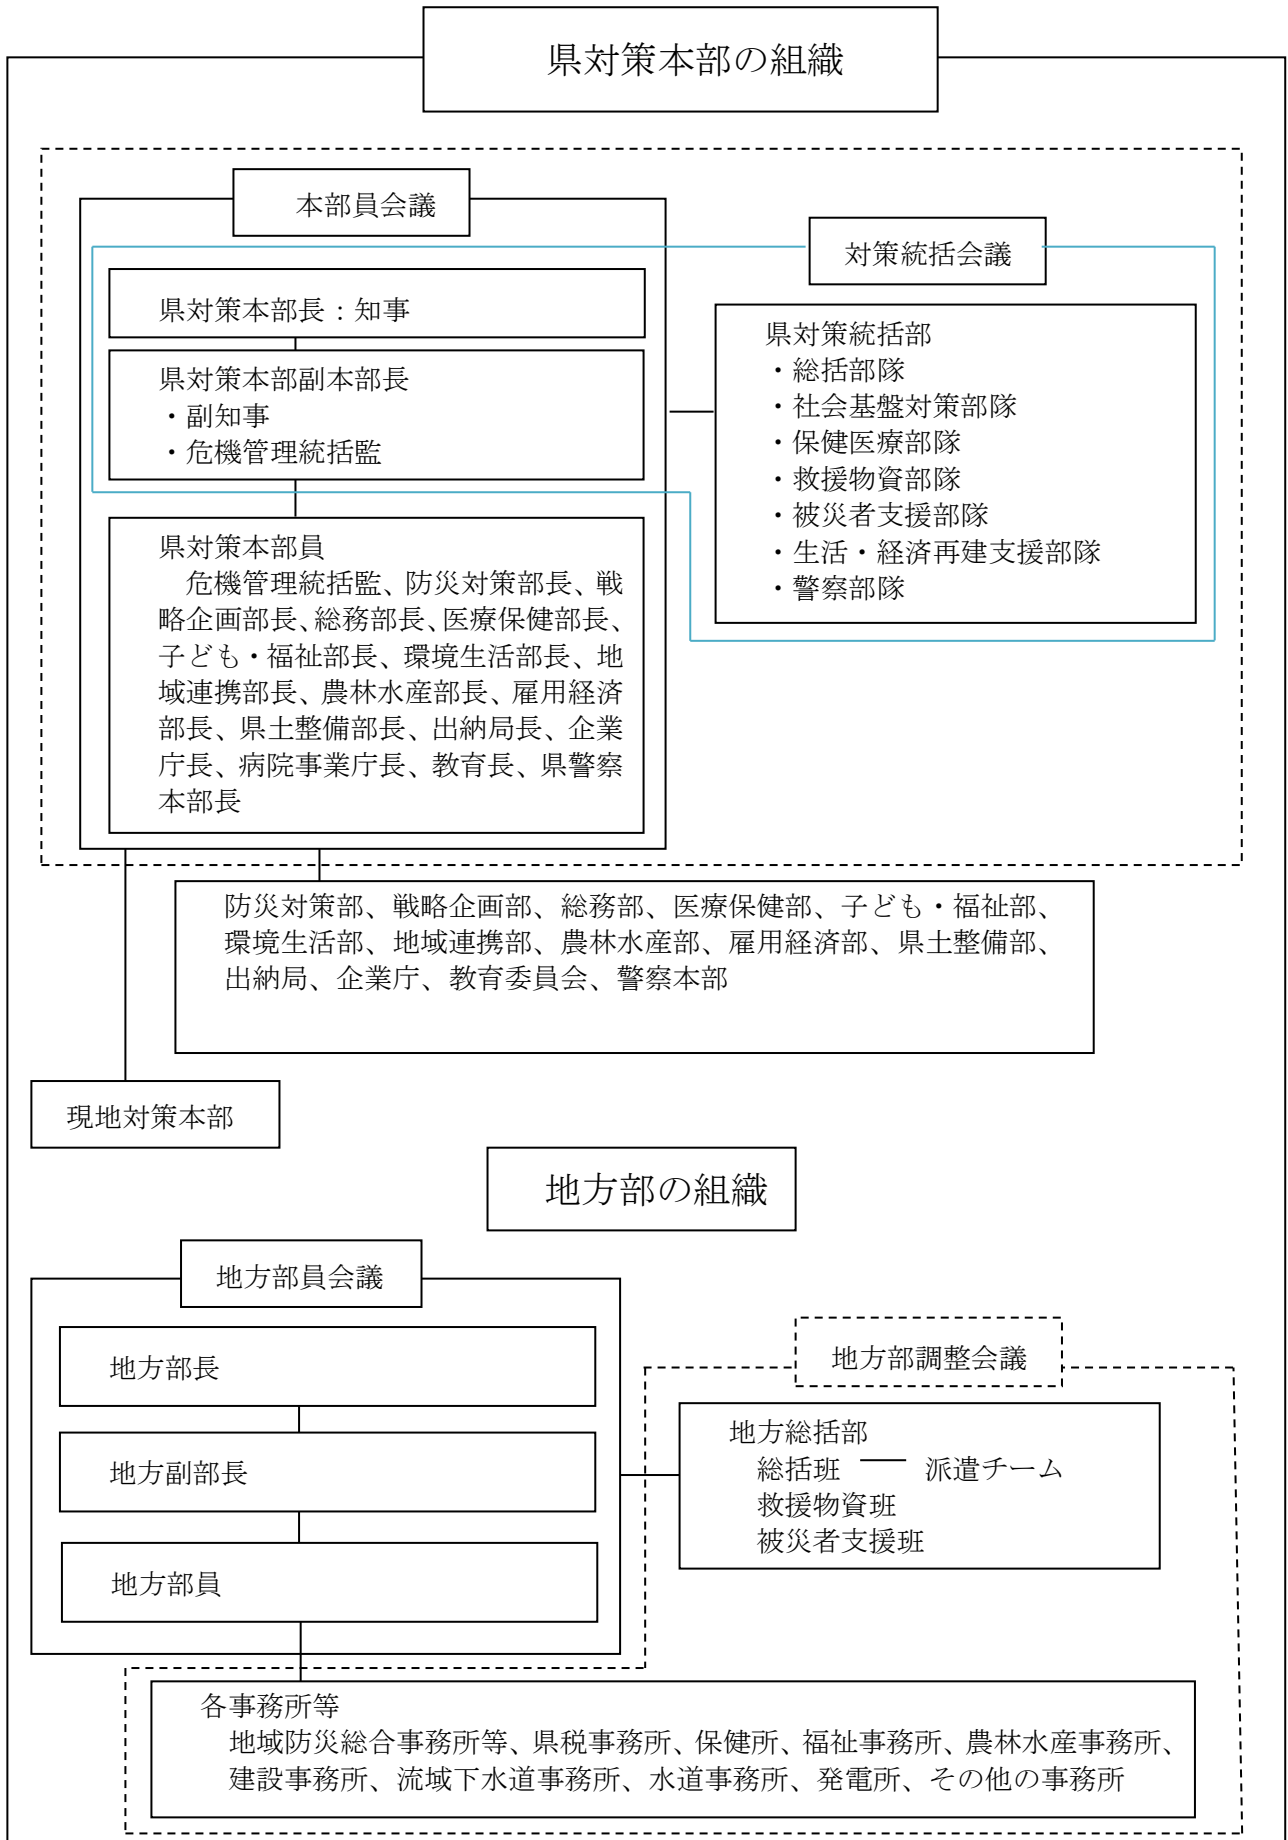 県対策本部の組織
本部員会議
対策統括会議
県対策本部長：知事
県対策本部副本部長
・副知事
・危機管理統括監
県対策統括部
・総括部隊
・社会基盤対策部隊
・保健医療部隊
・救援物資部隊
・被災者支援部隊
・生活・経済再建支援部隊
・警察部隊
県対策本部員
危機管理統括監、防災対策部長、戦
略企画部長、総務部長、医療保健部長、
子ども・福祉部長、環境生活部長、地
域連携部長、農林水産部長、雇用経済
部長、県土整備部長、出納局長、企業
庁長、病院事業庁長、教育長、県警察
本部長
防災対策部、戦略企画部、総務部、医療保健部、子ども・福祉部、
環境生活部、地域連携部、農林水産部、雇用経済部、県土整備部、
出納局、企業庁、教育委員会、警察本部
現地対策本部
地方部の組織
地方部員会議
地方部長
地方副部長
地方部員
地方部調整会議
地方総括部
総括班 ― 派遣チーム
救援物資班
被災者支援班
各事務所等
地域防災総合事務所等、県税事務所、保健所、福祉事務所、農林水産事務所、
建設事務所、流域下水道事務所、水道事務所、発電所、その他の事務所